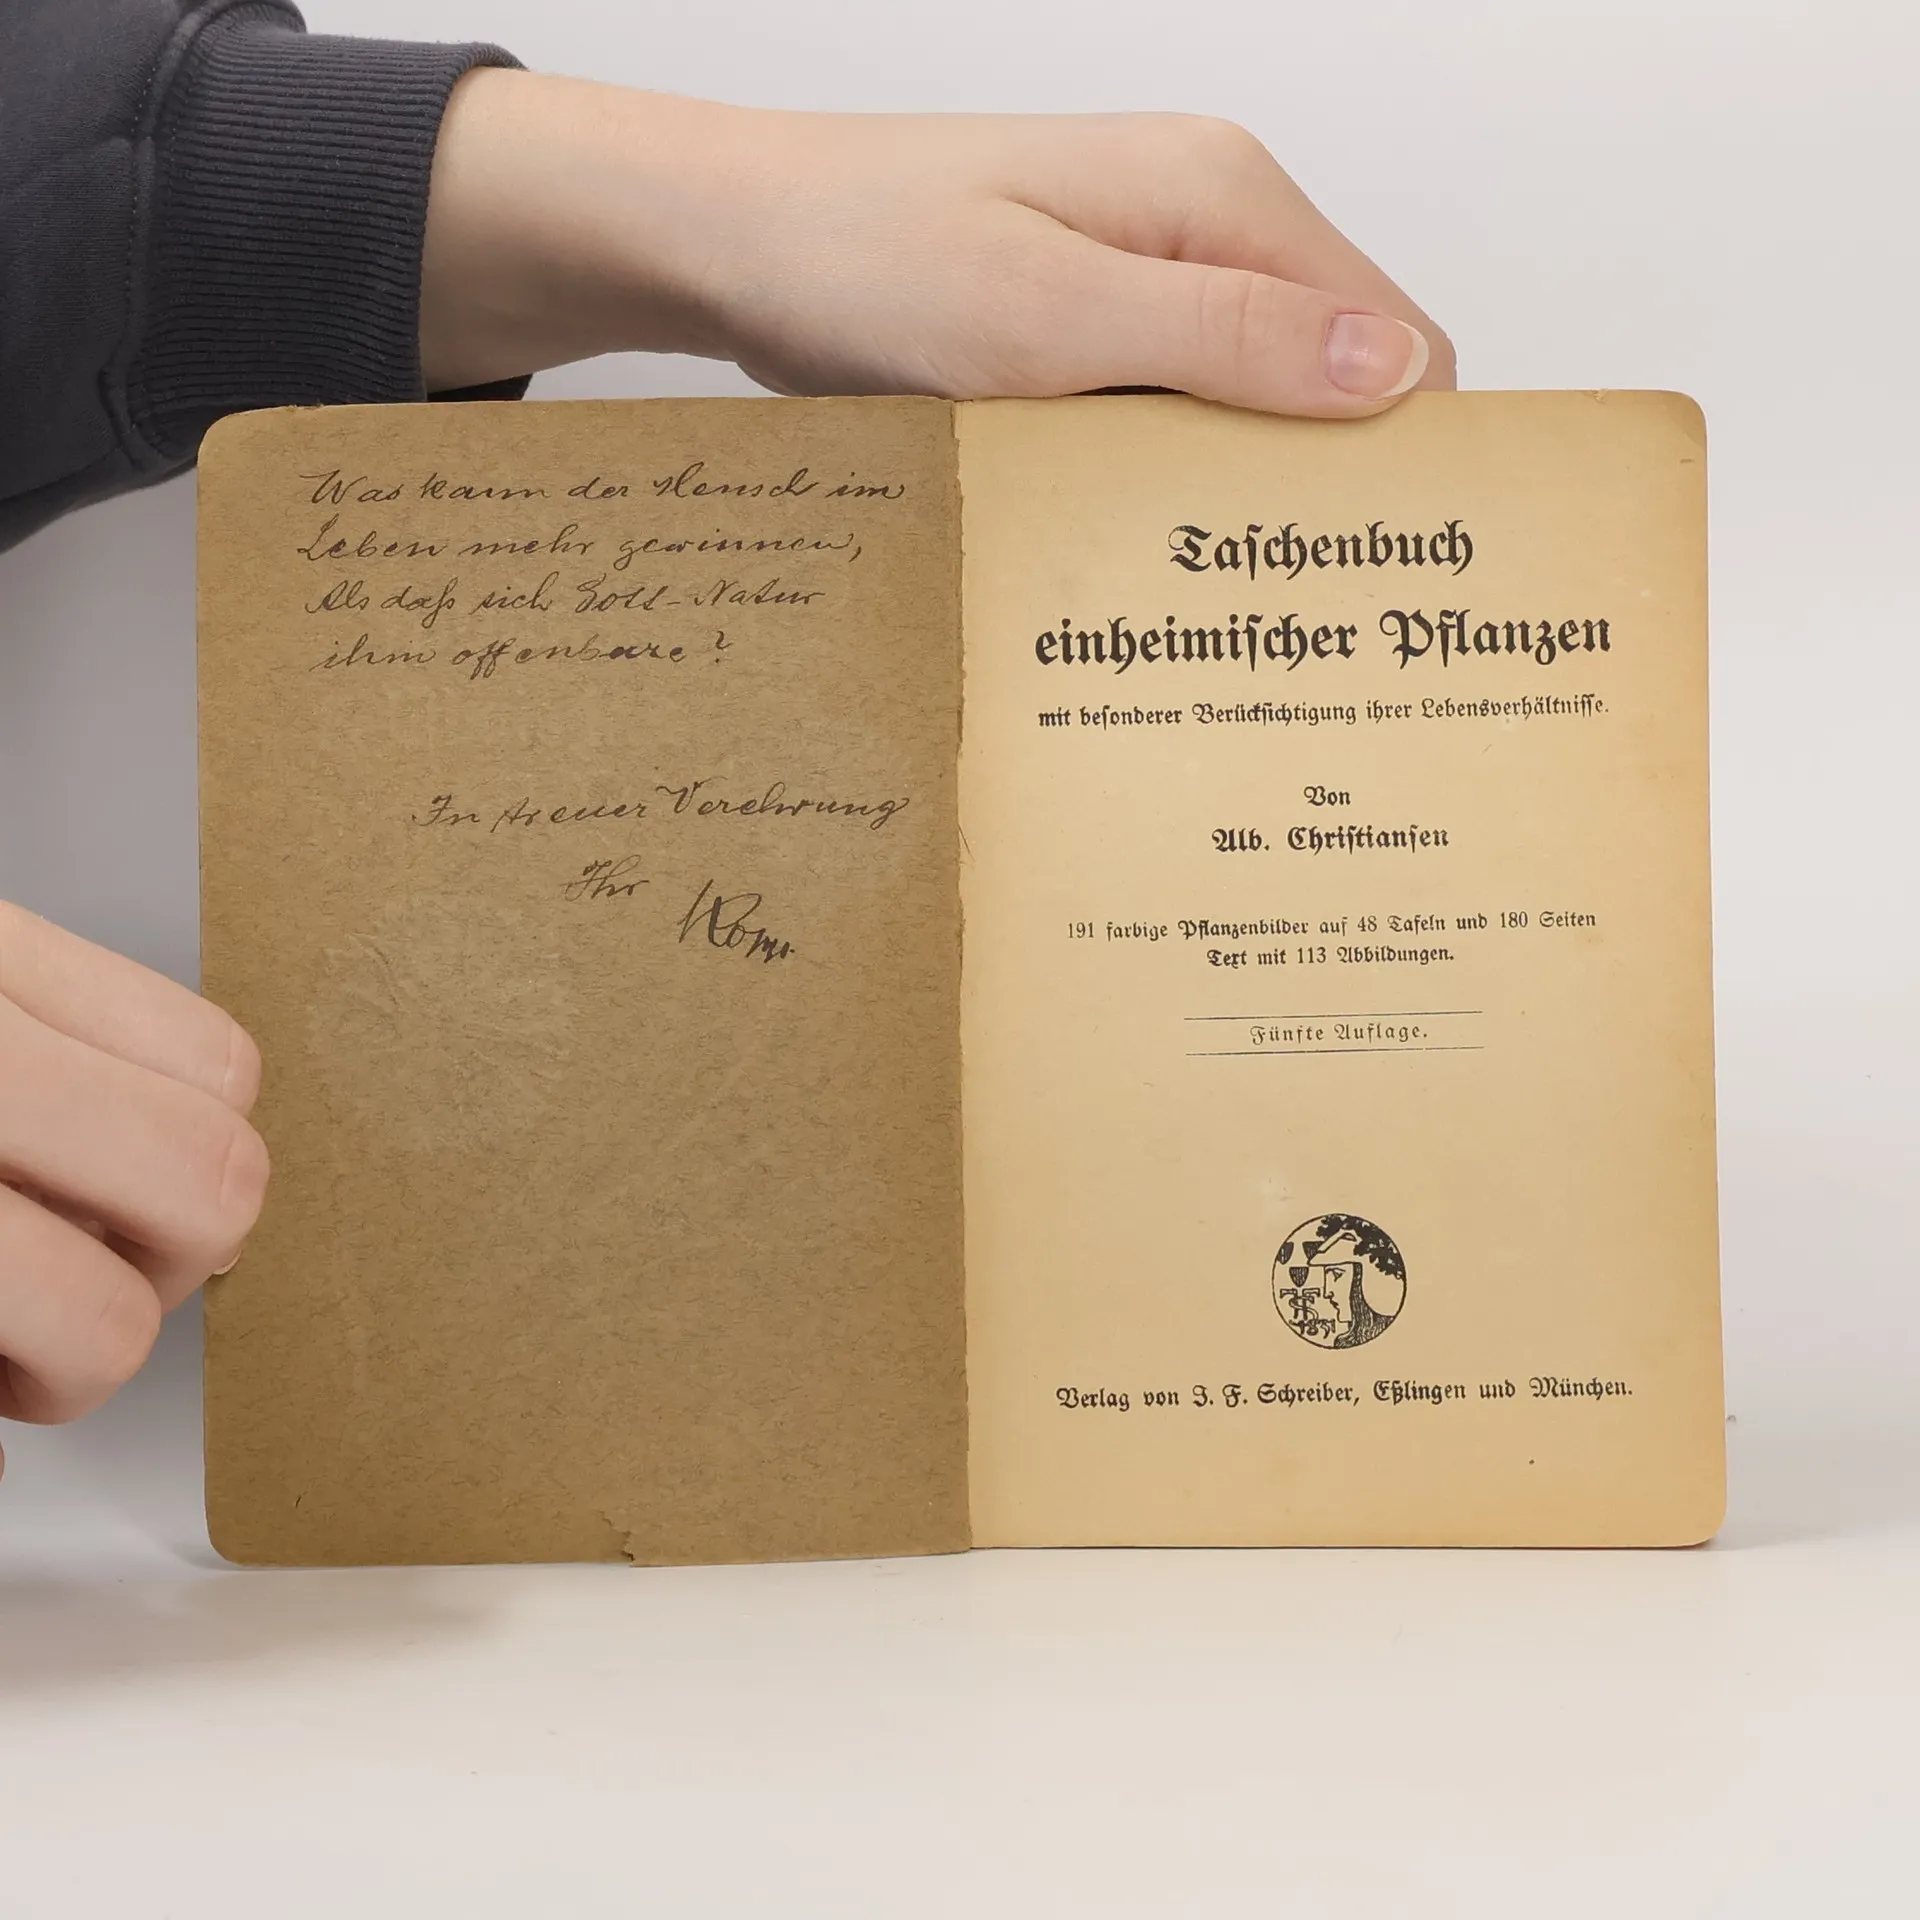 Was kann der Mensch im
Leben mehr gewinnen,
Als daß sich Gott-Natur
ihm offenbare?
In treuer Verehrung
Ihr
Taschenbuch
einheimischer Pflanzen
mit besonderer Berücksichtigung ihrer Lebensverhältnisse.
Von
Alb. Christiansen
191 farbige Pflanzenbilder auf 48 Tafeln und 180 Seiten
Text mit 113 Abbildungen.
Fünfte Auflage.
1831
Verlag von J. F. Schreiber, Eßlingen und München.